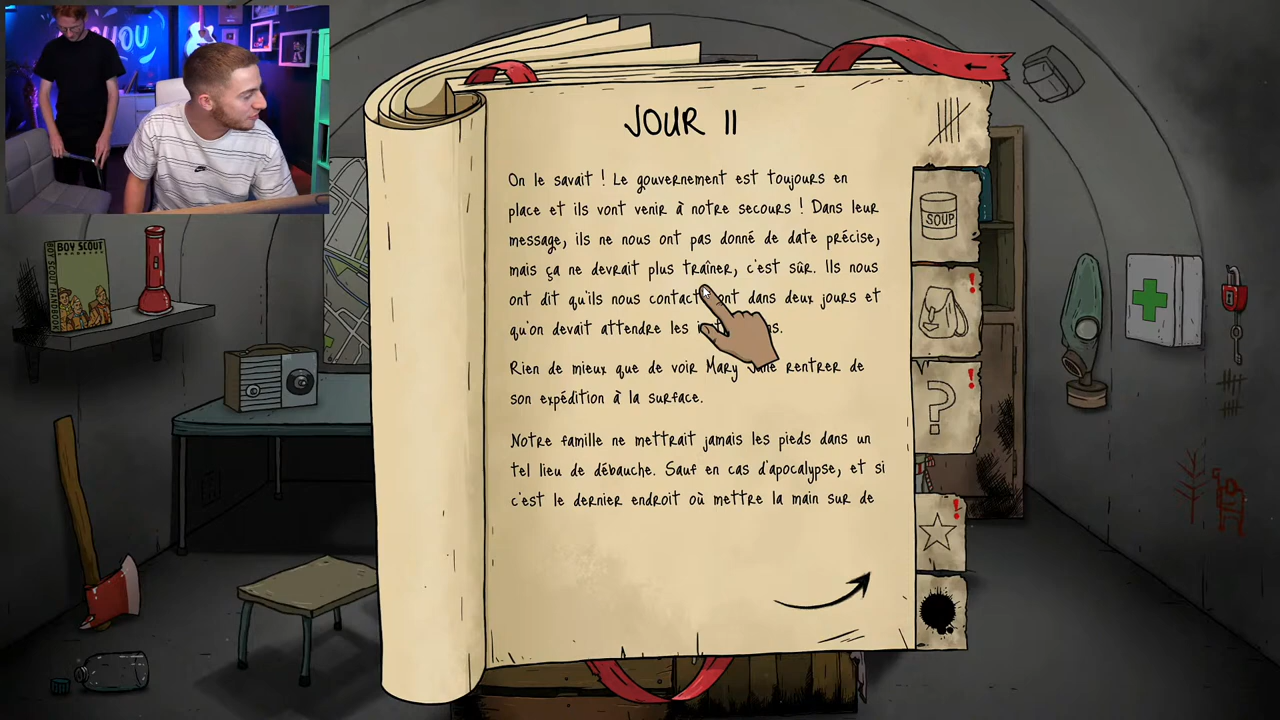 JOUR 11
On le savait ! Le gouvernement est toujours en
place et ils vont venir à notre secours ! Dans leur
message, ils ne nous ont pas donné de date précise,
mais ça ne devrait plus traîner, c'est sûr. Ils nous
ont dit qu'ils nous ont dans deux jours et
qu'on devait attendre les
Rien de mieux que de voir Mary rentrer de
son expédition à la surface.
Notre famille ne mettrait jamais les pieds dans un
tel lieu de débauche. Sauf en cas d'apocalypse, et si
c'est le dernier endroit où mettre la main sur de
SOUP
!
!
?
!
BOY SCOUT
BOY SCOUT HANDBOOK